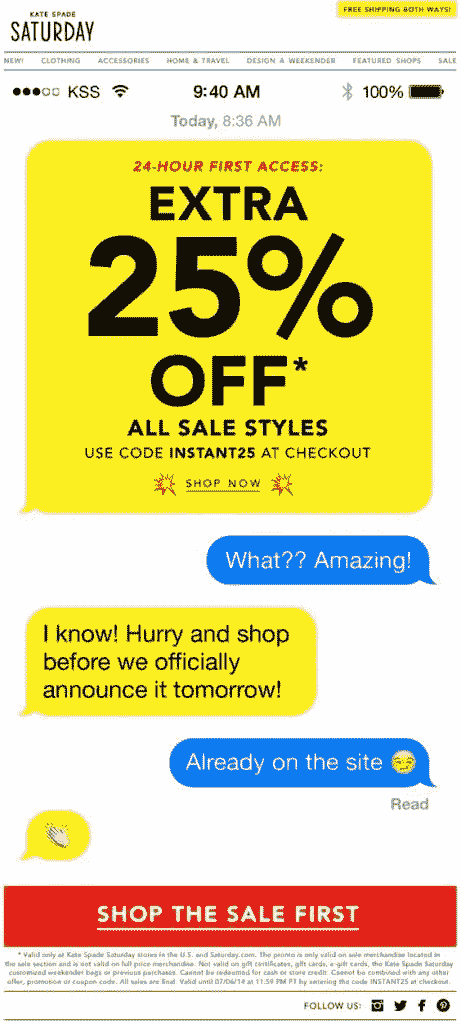 KATE SPADE
SATURDAY
FREE SHIPPING BOTH WAYS!
NEW! CLOTHING ACCESSORIES HOME & TRAVEL DESIGN A WEEKENDER FEATURED SHOPS SALE
KSS 9:40 AM 100%
Today, 8:36 AM
24-HOUR FIRST ACCESS:
EXTRA
25%
OFF*
ALL SALE STYLES
USE CODE INSTANT25 AT CHECKOUT
SHOP NOW
What?? Amazing!
I know! Hurry and shop
before we officially
announce it tomorrow!
Already on the site 😏
Read
👏
SHOP THE SALE FIRST
* Valid only at Kate Spade Saturday stores in the U.S. and Saturday.com. The promo is only valid on sale merchandise located in
the sale section and is not valid on full price merchandise. Not valid on gift certificates, gift cards, e-gift cards, the Kate Spade Saturday
customized weekender bags or previous purchases. Cannot be redeemed for cash or store credit. Cannot be combined with any other
offer, promotion or coupon code. All sales are final. Valid until 07/06/14 at 11:59 PM PT by entering the code INSTANT25 at checkout.
FOLLOW US: